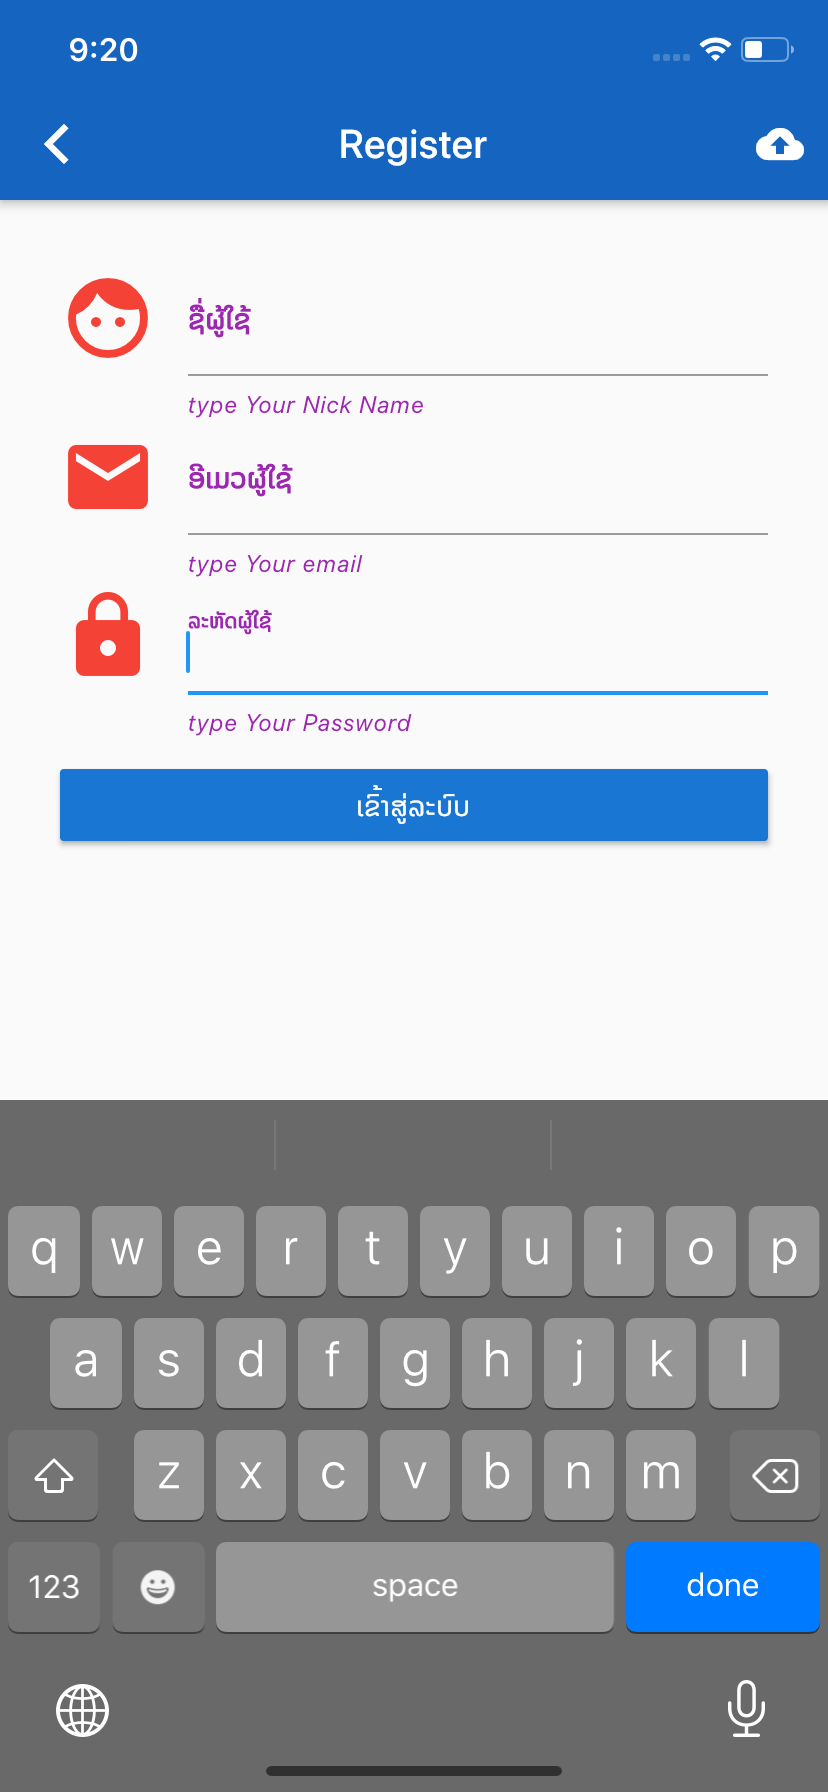 9:20
Register
ຊື່ຜູ້ໃຊ້
type Your Nick Name
ອີເມວຜູ້ໃຊ້
type Your email
ລະຫັດຜູ້ໃຊ້
type Your Password
ເຂົ້າສູ່ລະບົບ
q w e r t y u i o p
a s d f g h j k l
z x c v b n m
123 space done